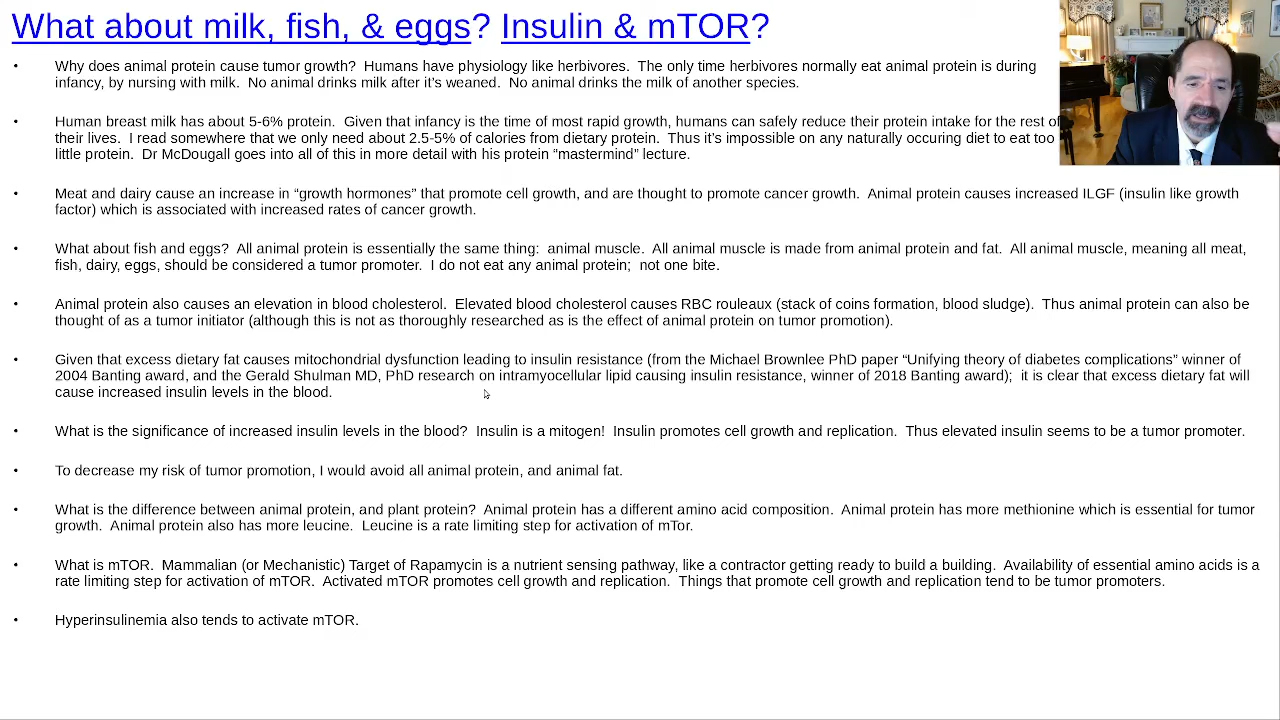 What about milk, fish, & eggs? Insulin & mTOR?
• Why does animal protein cause tumor growth? Humans have physiology like herbivores. The only time herbivores normally eat animal protein is during
infancy, by nursing with milk. No animal drinks milk after it's weaned. No animal drinks the milk of another species.
• Human breast milk has about 5-6% protein. Given that infancy is the time of most rapid growth, humans can safely reduce their protein intake for the rest of
their lives. I read somewhere that we only need about 2.5-5% of calories from dietary protein. Thus it's impossible on any naturally occuring diet to eat too
little protein. Dr McDougall goes into all of this in more detail with his protein “mastermind” lecture.
• Meat and dairy cause an increase in “growth hormones” that promote cell growth, and are thought to promote cancer growth. Animal protein causes increased ILGF (insulin like growth
factor) which is associated with increased rates of cancer growth.
• What about fish and eggs? All animal protein is essentially the same thing: animal muscle. All animal muscle is made from animal protein and fat. All animal muscle, meaning all meat,
fish, dairy, eggs, should be considered a tumor promoter. I do not eat any animal protein; not one bite.
• Animal protein also causes an elevation in blood cholesterol. Elevated blood cholesterol causes RBC rouleaux (stack of coins formation, blood sludge). Thus animal protein can also be
thought of as a tumor initiator (although this is not as thoroughly researched as is the effect of animal protein on tumor promotion).
• Given that excess dietary fat causes mitochondrial dysfunction leading to insulin resistance (from the Michael Brownlee PhD paper “Unifying theory of diabetes complications” winner of
2004 Banting award, and the Gerald Shulman MD, PhD research on intramyocellular lipid causing insulin resistance, winner of 2018 Banting award); it is clear that excess dietary fat will
cause increased insulin levels in the blood.
• What is the significance of increased insulin levels in the blood? Insulin is a mitogen! Insulin promotes cell growth and replication. Thus elevated insulin seems to be a tumor promoter.
• To decrease my risk of tumor promotion, I would avoid all animal protein, and animal fat.
• What is the difference between animal protein, and plant protein? Animal protein has a different amino acid composition. Animal protein has more methionine which is essential for tumor
growth. Animal protein also has more leucine. Leucine is a rate limiting step for activation of mTor.
• What is mTOR. Mammalian (or Mechanistic) Target of Rapamycin is a nutrient sensing pathway, like a contractor getting ready to build a building. Availability of essential amino acids is a
rate limiting step for activation of mTOR. Activated mTOR promotes cell growth and replication. Things that promote cell growth and replication tend to be tumor promoters.
• Hyperinsulinemia also tends to activate mTOR.